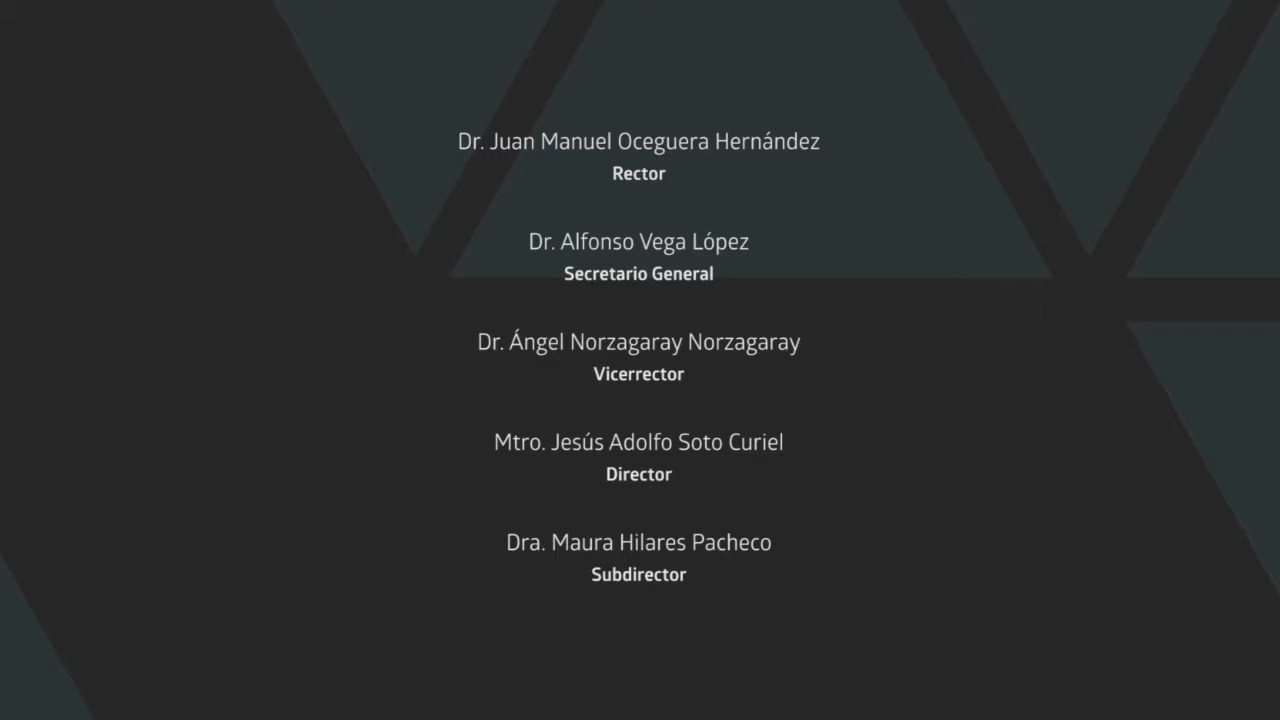 Dr. Juan Manuel Oceguera Hernández
Rector
Dr. Alfonso Vega López
Secretario General
Dr. Ángel Norzagaray Norzagaray
Vicerrector
Mtro. Jesús Adolfo Soto Curiel
Director
Dra. Maura Hilares Pacheco
Subdirector